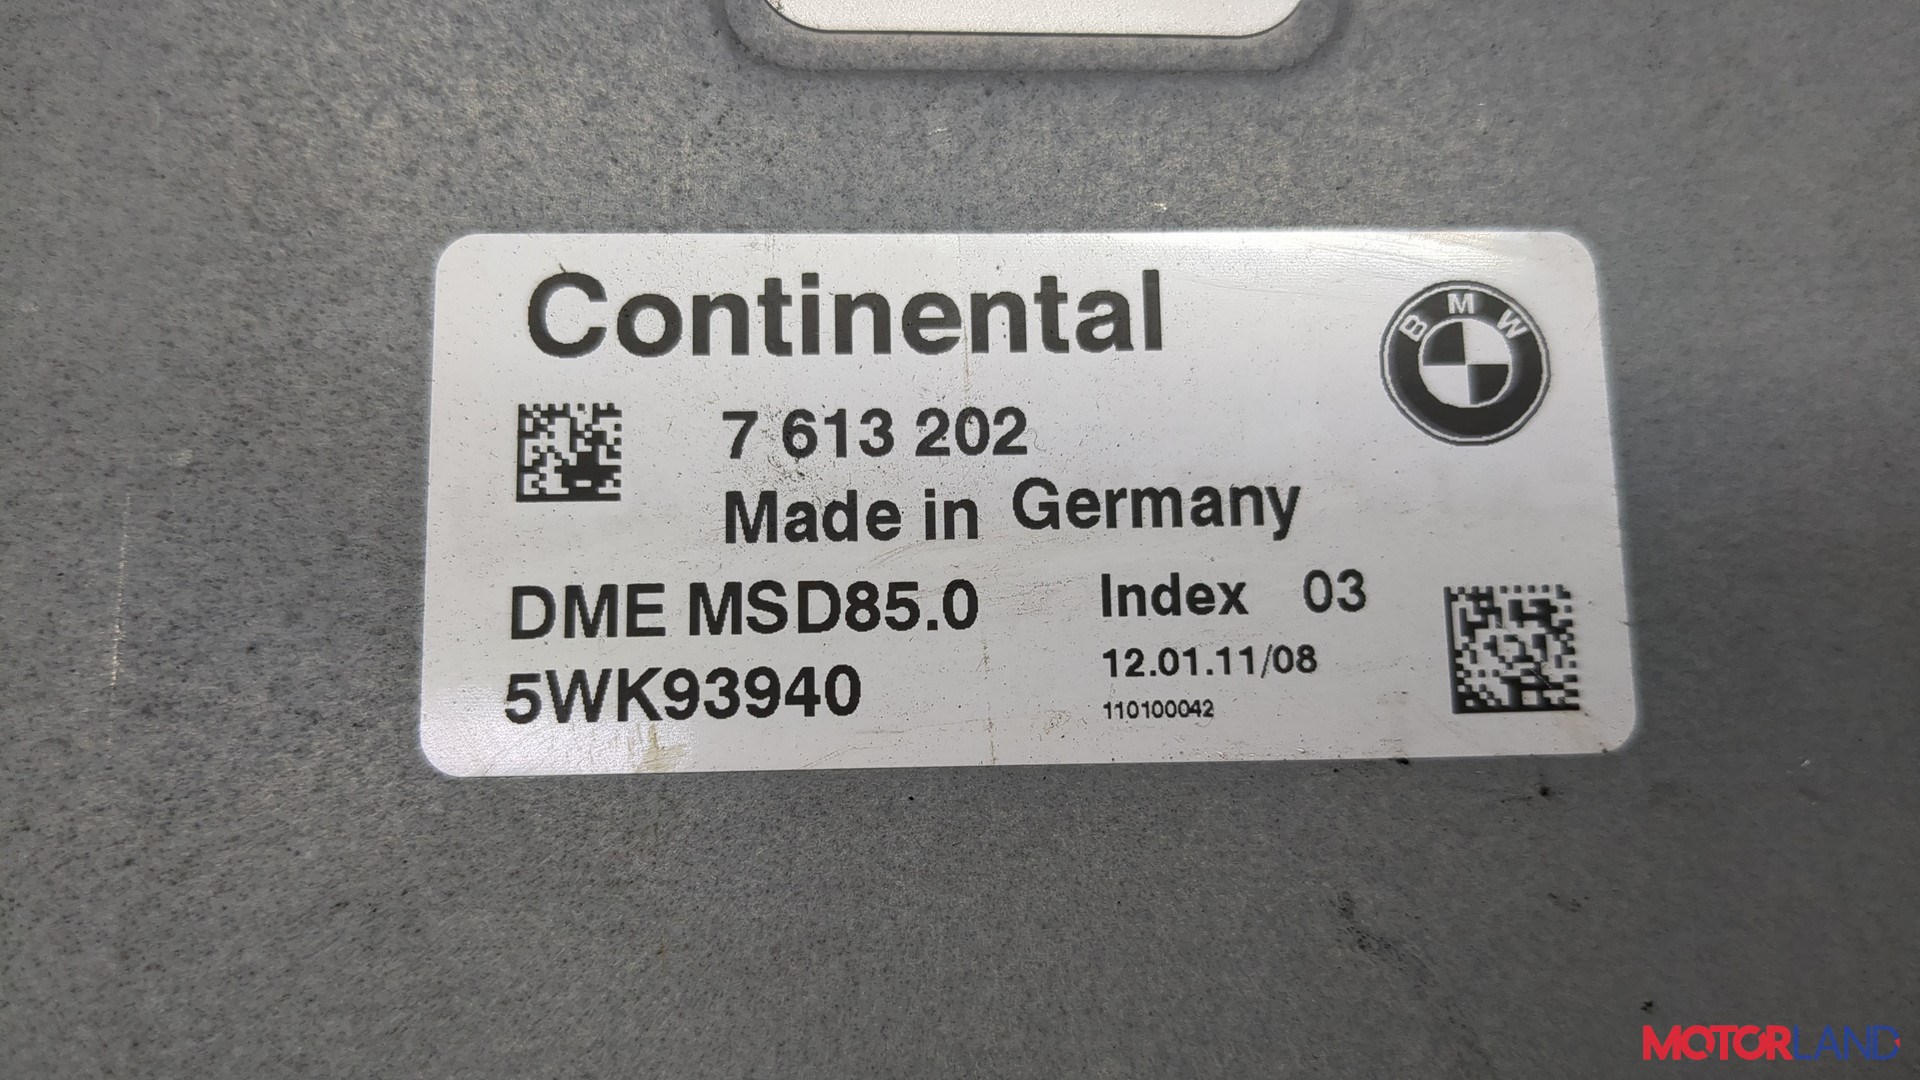 Continental
BMW
7 613 202
Made in Germany
DME MSD85.0
Index 03
5WK93940
12.01.11/08
110100042
MOTORLAND